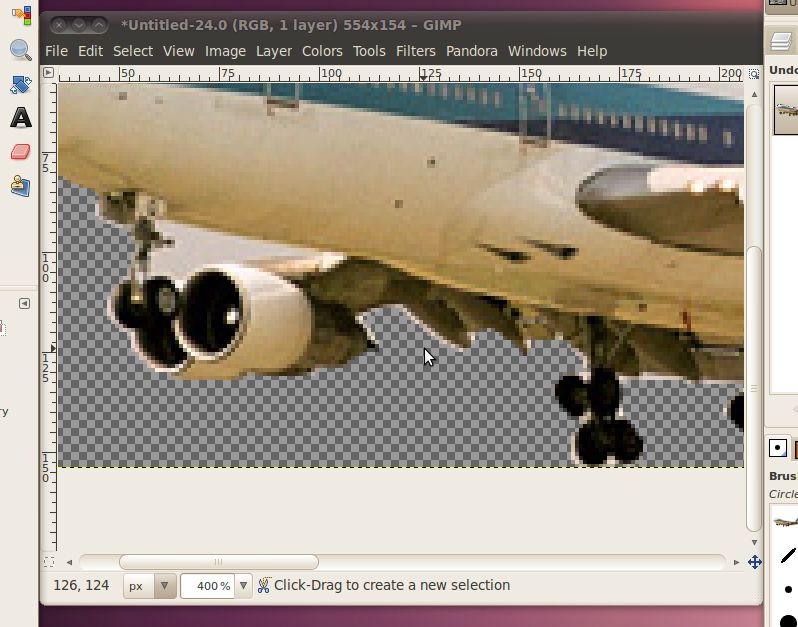 *Untitled-24.0 (RGB, 1 layer) 554x154 – GIMP
File Edit Select View Image Layer Colors Tools Filters Pandora Windows Help
Undo
50 75 100 125 150 175 200
75
100
125
150
Brus
Circle
ry
126, 124 px 400 % Click-Drag to create a new selection